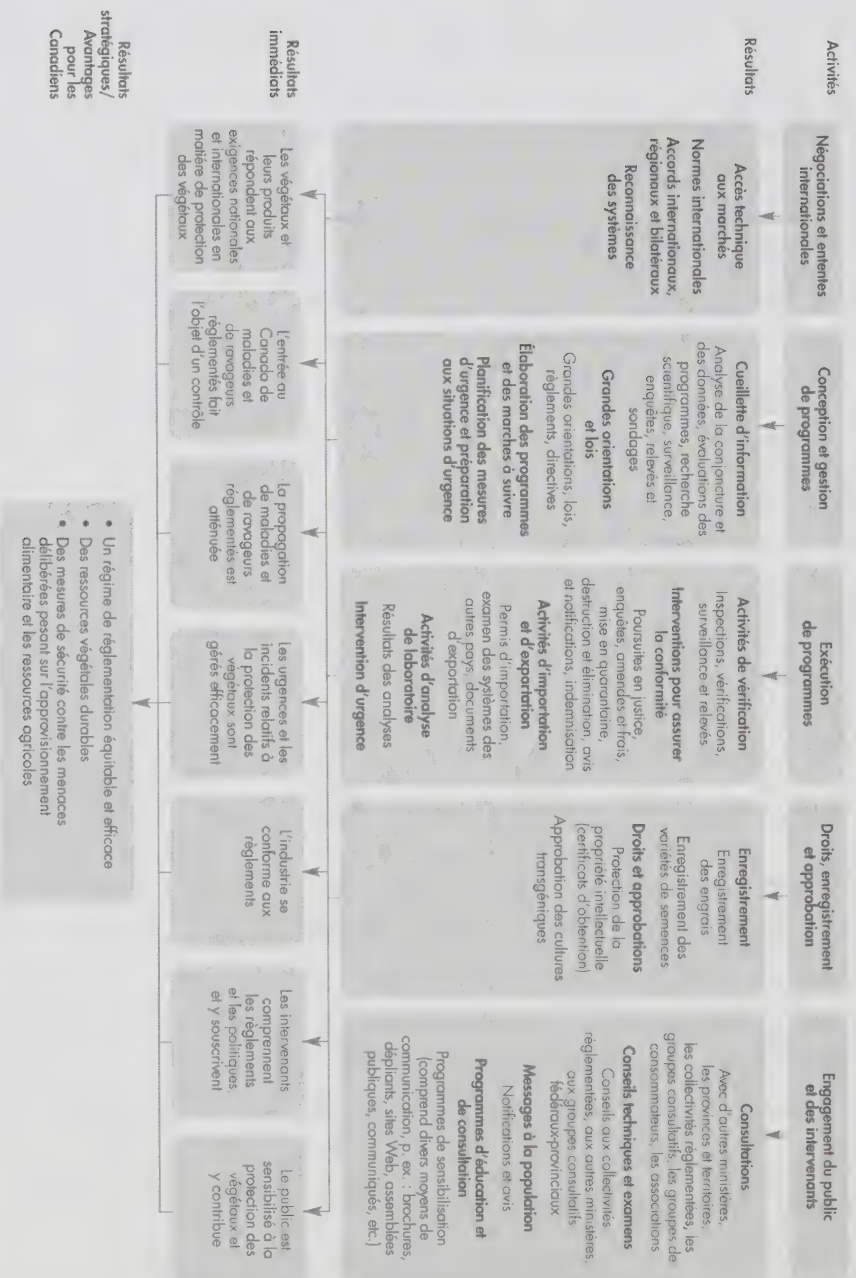 Activités
Négociations et ententes
internationales
Conception et gestion
de programmes
Exécution
de programmes
Droits, enregistrement
et approbation
Engagement du public
et des intervenants
Résultats
Accès technique
aux marchés
Normes internationales
Accords internationaux,
régionaux et bilatéraux
Reconnaissance
des systèmes
Cueillette d'information
Analyse de la conjoncture et
des données, évaluations des
programmes, recherche
scientifique, surveillance,
enquêtes, relevés et
sondages
Grandes orientations
et lois
Grandes orientations, lois,
règlements, directives
Élaboration des programmes
et des marches à suivre
Planification des mesures
d'urgence et préparation
aux situations d'urgence
Activités de vérification
Inspections, vérifications,
surveillance et relevés
Interventions pour assurer
la conformité
Poursuites en justice,
enquêtes, amendes et frais,
mise en quarantaine,
destruction et élimination, avis
et notifications, indemnisation
Activités d'importation
et d'exportation
Permis d'importation,
examen des systèmes des
autres pays, documents
d'exportation
Activités d'analyse
de laboratoire
Résultats des analyses
Intervention d'urgence
Enregistrement
Enregistrement
des engrais
Enregistrement des
variétés de semences
Droits et approbations
Protection de la
propriété intellectuelle
(certificats d'obtention)
Approbation des cultures
transgéniques
Consultations
Avec d'autres ministères,
les provinces et territoires,
les collectivités réglementées, les
groupes consultatifs, les groupes de
consommateurs, les associations
Conseils techniques et examens
Conseils aux collectivités
réglementées, aux autres ministères,
aux groupes consultatifs
fédéraux-provinciaux
Messages à la population
Notifications et avis
Programmes d'éducation et
de consultation
Programmes de sensibilisation
(comprend divers moyens de
communication, p. ex. : brochures,
dépliants, sites Web, assemblées
publiques, communiqués, etc.)
Résultats
immédiats
Les végétaux et
leurs produits
répondent aux
exigences nationales
et internationales en
matière de protection
des végétaux
L'entrée au
Canada de
maladies et
de ravageurs
réglementés fait
l'objet d'un contrôle
La propagation
de maladies et
de ravageurs
réglementés est
atténuée
Les urgences et les
incidents relatifs à
la protection des
végétaux sont
gérés efficacement
L'industrie se
conforme aux
règlements
Les intervenants
comprennent
les règlements
et les politiques,
et y souscrivent
Le public est
sensibilisé à la
protection des
végétaux et
y contribue
Résultats
stratégiques/
Avantages
pour les
Canadiens
• Un régime de réglementation équitable et efficace
• Des ressources végétales durables
• Des mesures de sécurité contre les menaces
délibérées pesant sur l'approvisionnement
alimentaire et les ressources agricoles